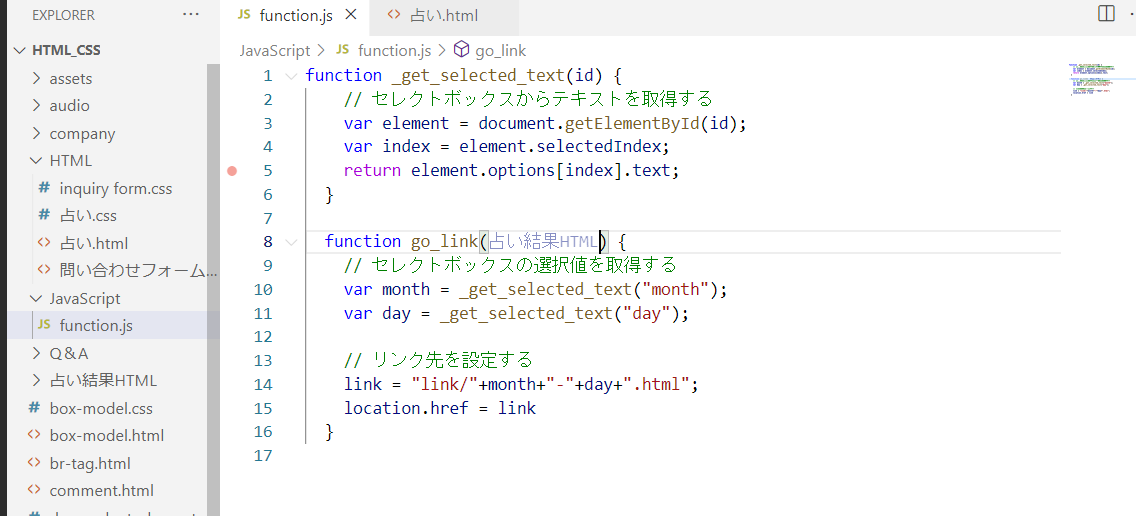 EXPLORER ···
HTML_CSS
assets
audio
company
HTML
# inquiry form.css
# 占い.css
<> 占い.html
<> 問い合わせフォーム...
JavaScript
JS function.js
Q＆A
占い結果HTML
# box-model.css
<> box-model.html
<> br-tag.html
<> comment.html
JS function.js ×
<> 占い.html
JavaScript > JS function.js > go_link
1 function _get_selected_text(id) {
2 // セレクトボックスからテキストを取得する
3 var element = document.getElementById(id);
4 var index = element.selectedIndex;
5 return element.options[index].text;
6 }
7
8 function go_link(占い結果HTML) {
9 // セレクトボックスの選択値を取得する
10 var month = _get_selected_text("month");
11 var day = _get_selected_text("day");
12
13 // リンク先を設定する
14 link = "link/"+month+"-"+day+".html";
15 location.href = link
16 }
17